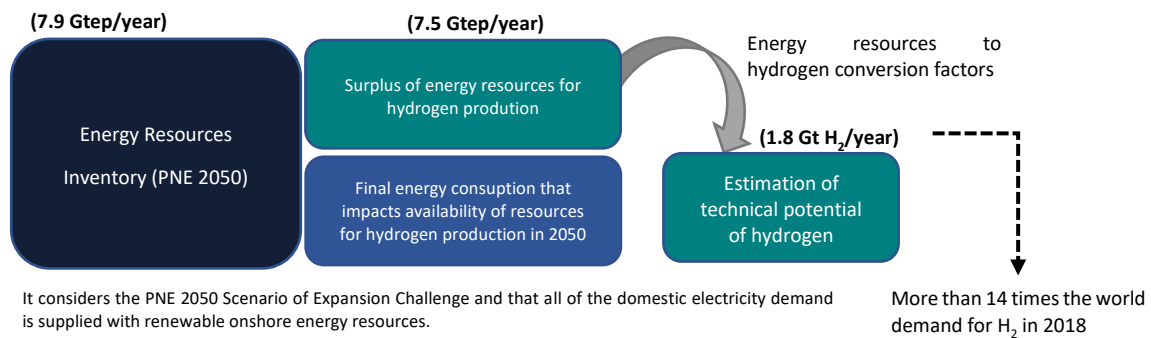 (7.9 Gtep/year)
(7.5 Gtep/year)
Energy Resources
Inventory (PNE 2050)
Surplus of energy resources for
hydrogen prodution
Final energy consuption that
impacts availability of resources
for hydrogen production in 2050
Energy resources to
hydrogen conversion factors
(1.8 Gt H₂/year)
Estimation of
technical potential
of hydrogen
More than 14 times the world
demand for H₂ in 2018
It considers the PNE 2050 Scenario of Expansion Challenge and that all of the domestic electricity demand
is supplied with renewable onshore energy resources.